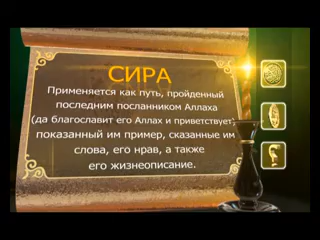 СИРА
Применяется как путь, пройденный
последним посланником Аллаха
(да благословит его Аллах и приветствует)
показанный им пример, сказанные им
слова, его нрав, а также
его жизнеописание.